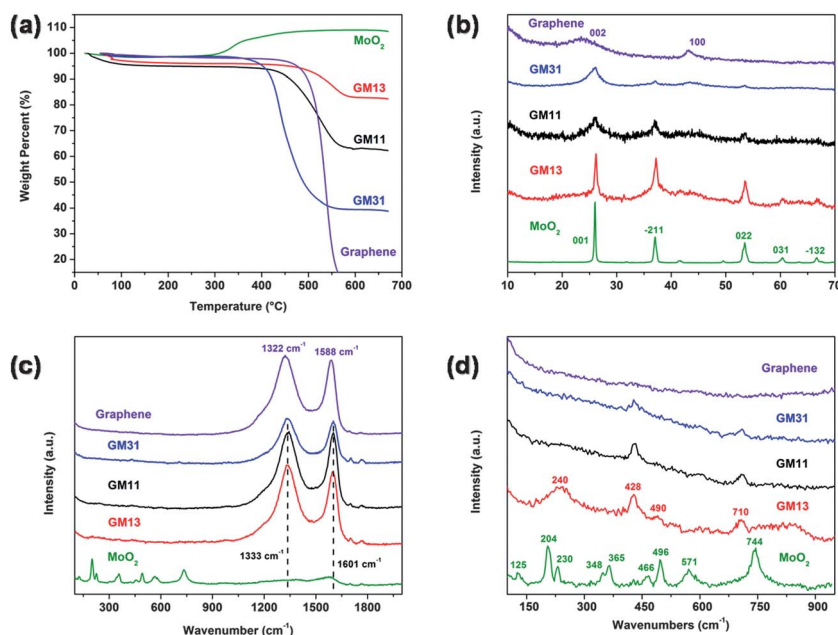 (a)
110
100
90
80
70
60
50
40
30
20
Weight Percent (%)
MoO₂
GM13
GM11
GM31
Graphene
0 100 200 300 400 500 600 700
Temperature (°C)
(b)
Graphene
002
100
GM31
GM11
GM13
MoO₂
001
-211
022
031
-132
Intensity (a.u.)
10 20 30 40 50 60 70
(c)
1322 cm⁻¹
1588 cm⁻¹
Graphene
GM31
GM11
GM13
1333 cm⁻¹
1601 cm⁻¹
MoO₂
Intensity (a.u.)
300 600 900 1200 1500 1800
Wavenumber (cm⁻¹)
(d)
Graphene
GM31
GM11
GM13
240
428
490
710
MoO₂
125
204
230
348
365
466
496
571
744
Intensity (a.u.)
150 300 450 600 750 900
Wavenumbers (cm⁻¹)